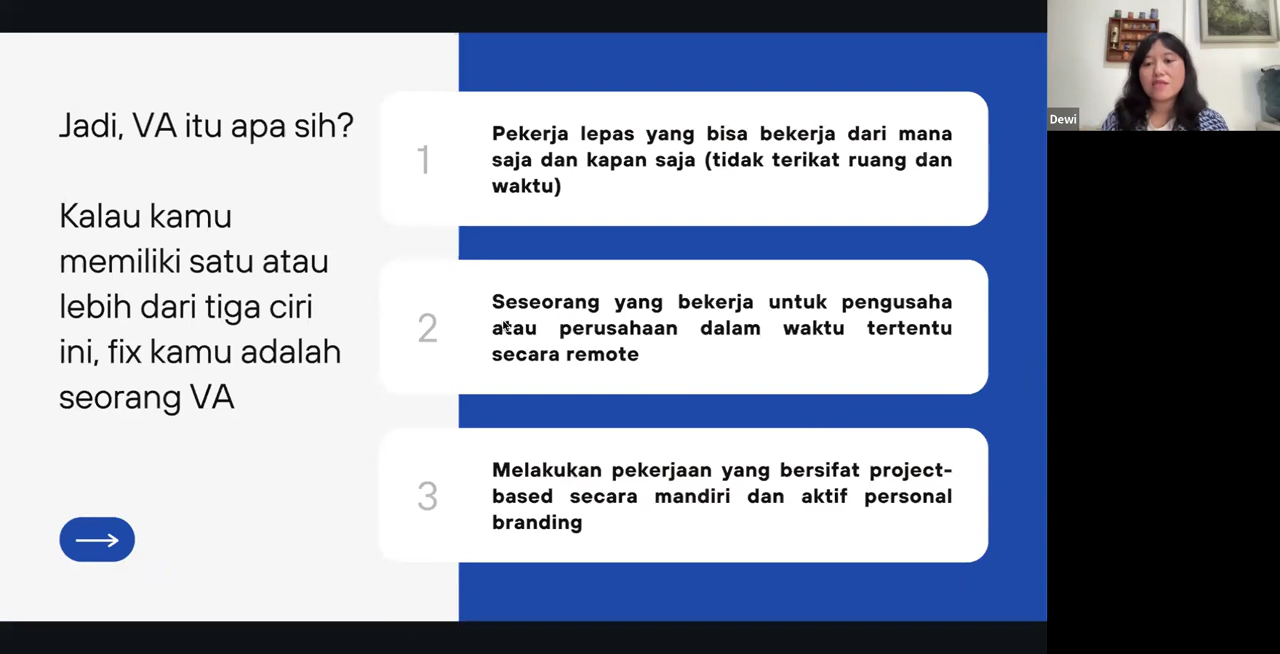 Jadi, VA itu apa sih?
Kalau kamu
memiliki satu atau
lebih dari tiga ciri
ini, fix kamu adalah
seorang VA
1
Pekerja lepas yang bisa bekerja dari mana
saja dan kapan saja (tidak terikat ruang dan
waktu)
2
Seseorang yang bekerja untuk pengusaha
atau perusahaan dalam waktu tertentu
secara remote
3
Melakukan pekerjaan yang bersifat project-
based secara mandiri dan aktif personal
branding
Dewi